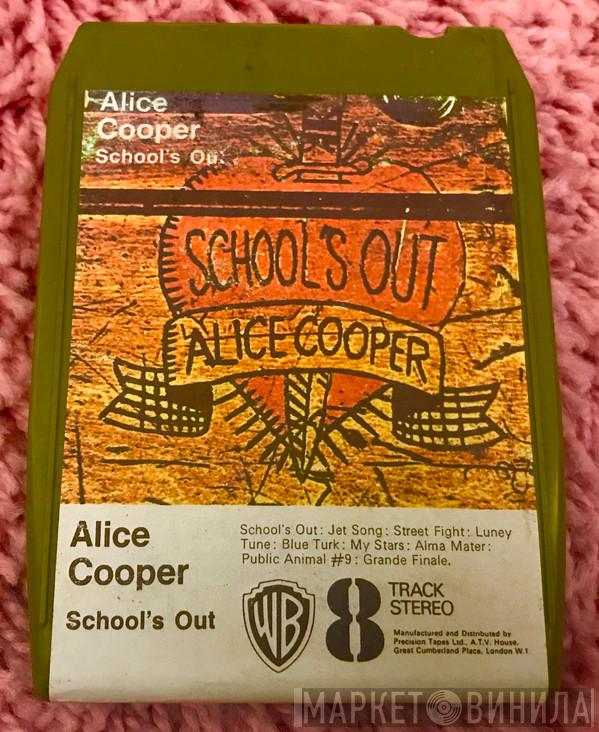 Alice
Cooper
School's Out
SCHOOL'S OUT
ALICE COOPER
Alice
Cooper
School's Out
School's Out: Jet Song: Street Fight: Luney
Tune: Blue Turk: My Stars: Alma Mater:
Public Animal #9: Grande Finale.
WB
8
TRACK
STEREO
Manufactured and Distributed by
Precision Tapes Ltd., A.T.V. House,
Great Cumberland Place, London W.1
МАРКЕТ ВИНИЛА